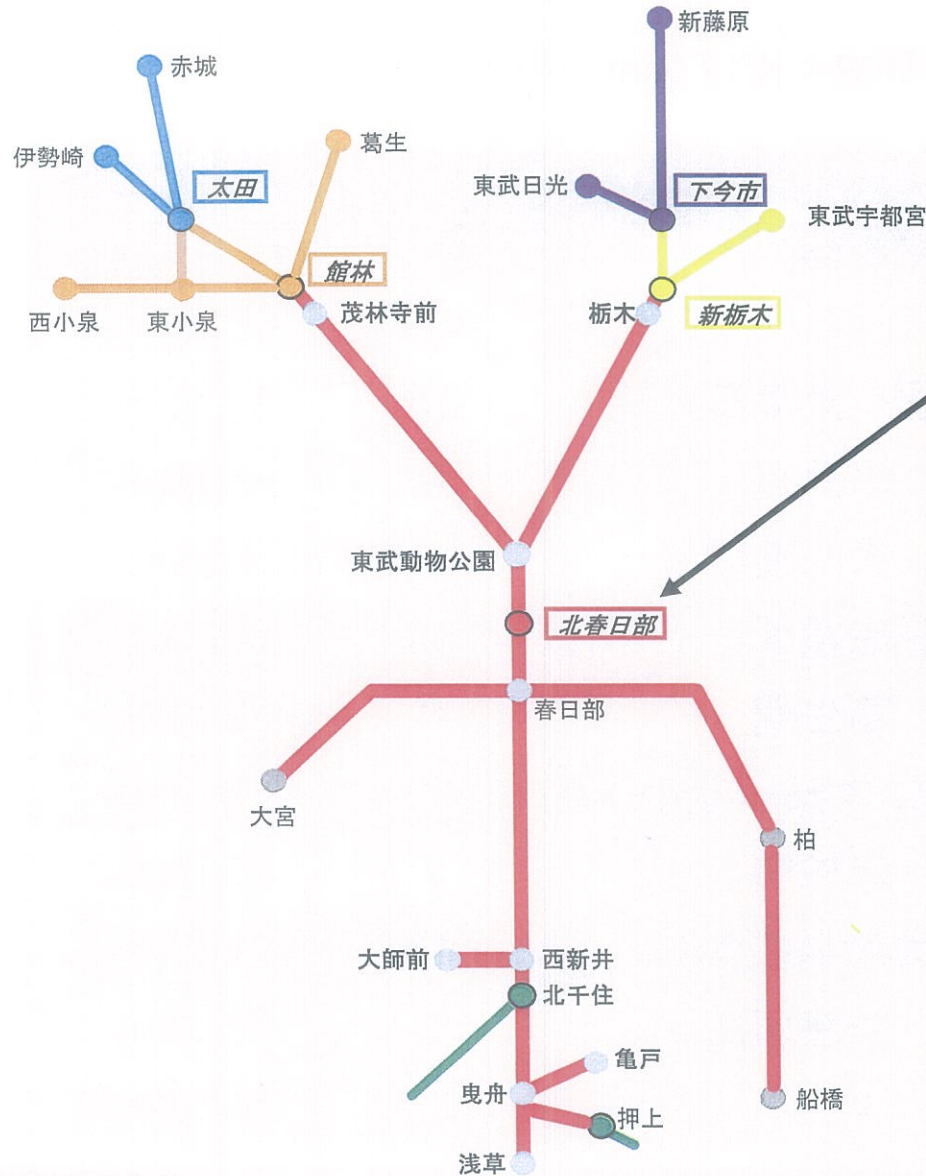 新藤原
赤城
葛生
伊勢崎
太田
東武日光
下今市
東武宇都宮
館林
西小泉
東小泉
茂林寺前
栃木
新栃木
東武動物公園
北春日部
春日部
大宮
柏
大師前
西新井
北千住
亀戸
曳舟
押上
船橋
浅草